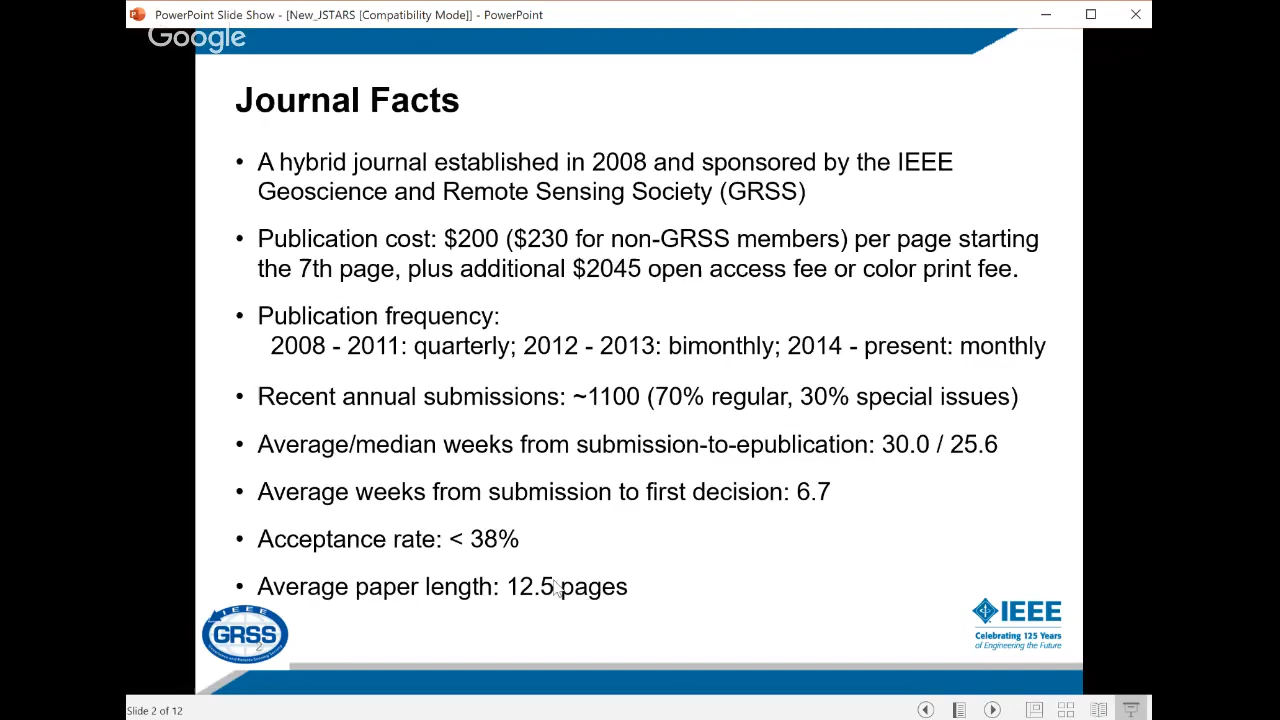 PowerPoint Slide Show - [New_JSTARS [Compatibility Mode]] - PowerPoint
Google
Journal Facts
• A hybrid journal established in 2008 and sponsored by the IEEE
Geoscience and Remote Sensing Society (GRSS)
• Publication cost: $200 ($230 for non-GRSS members) per page starting
the 7th page, plus additional $2045 open access fee or color print fee.
• Publication frequency:
2008 - 2011: quarterly; 2012 - 2013: bimonthly; 2014 - present: monthly
• Recent annual submissions: ~1100 (70% regular, 30% special issues)
• Average/median weeks from submission-to-epublication: 30.0 / 25.6
• Average weeks from submission to first decision: 6.7
• Acceptance rate: < 38%
• Average paper length: 12.5 pages
IEEE
GRSS
2
IEEE
Celebrating 125 Years
of Engineering the Future
Slide 2 of 12